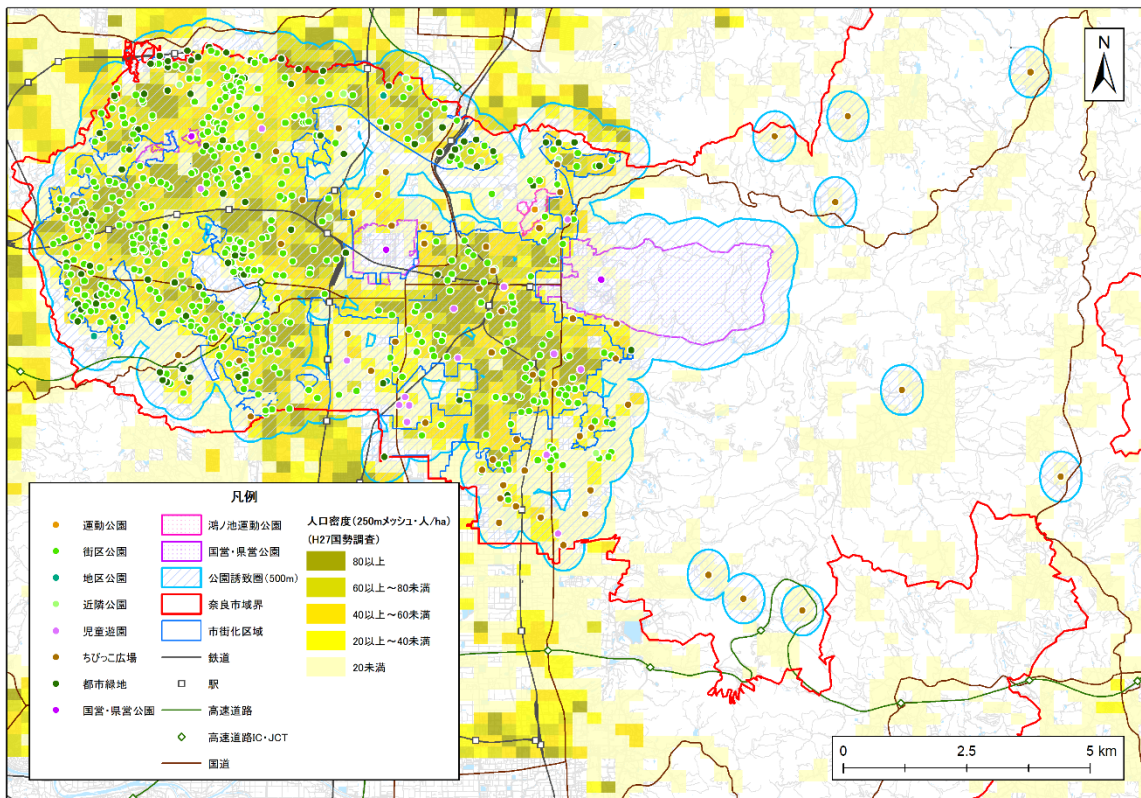 N
凡例
運動公園
街区公園
地区公園
近隣公園
児童遊園
ちびっこ広場
都市緑地
国営・県営公園
鴻ノ池運動公園
国営・県営公園
公園誘致圏(500m)
奈良市域界
市街化区域
鉄道
駅
高速道路
高速道路IC・JCT
国道
人口密度(250mメッシュ・人/ha)
(H27国勢調査)
80以上
60以上～80未満
40以上～60未満
20以上～40未満
20未満
0 2.5 5 km